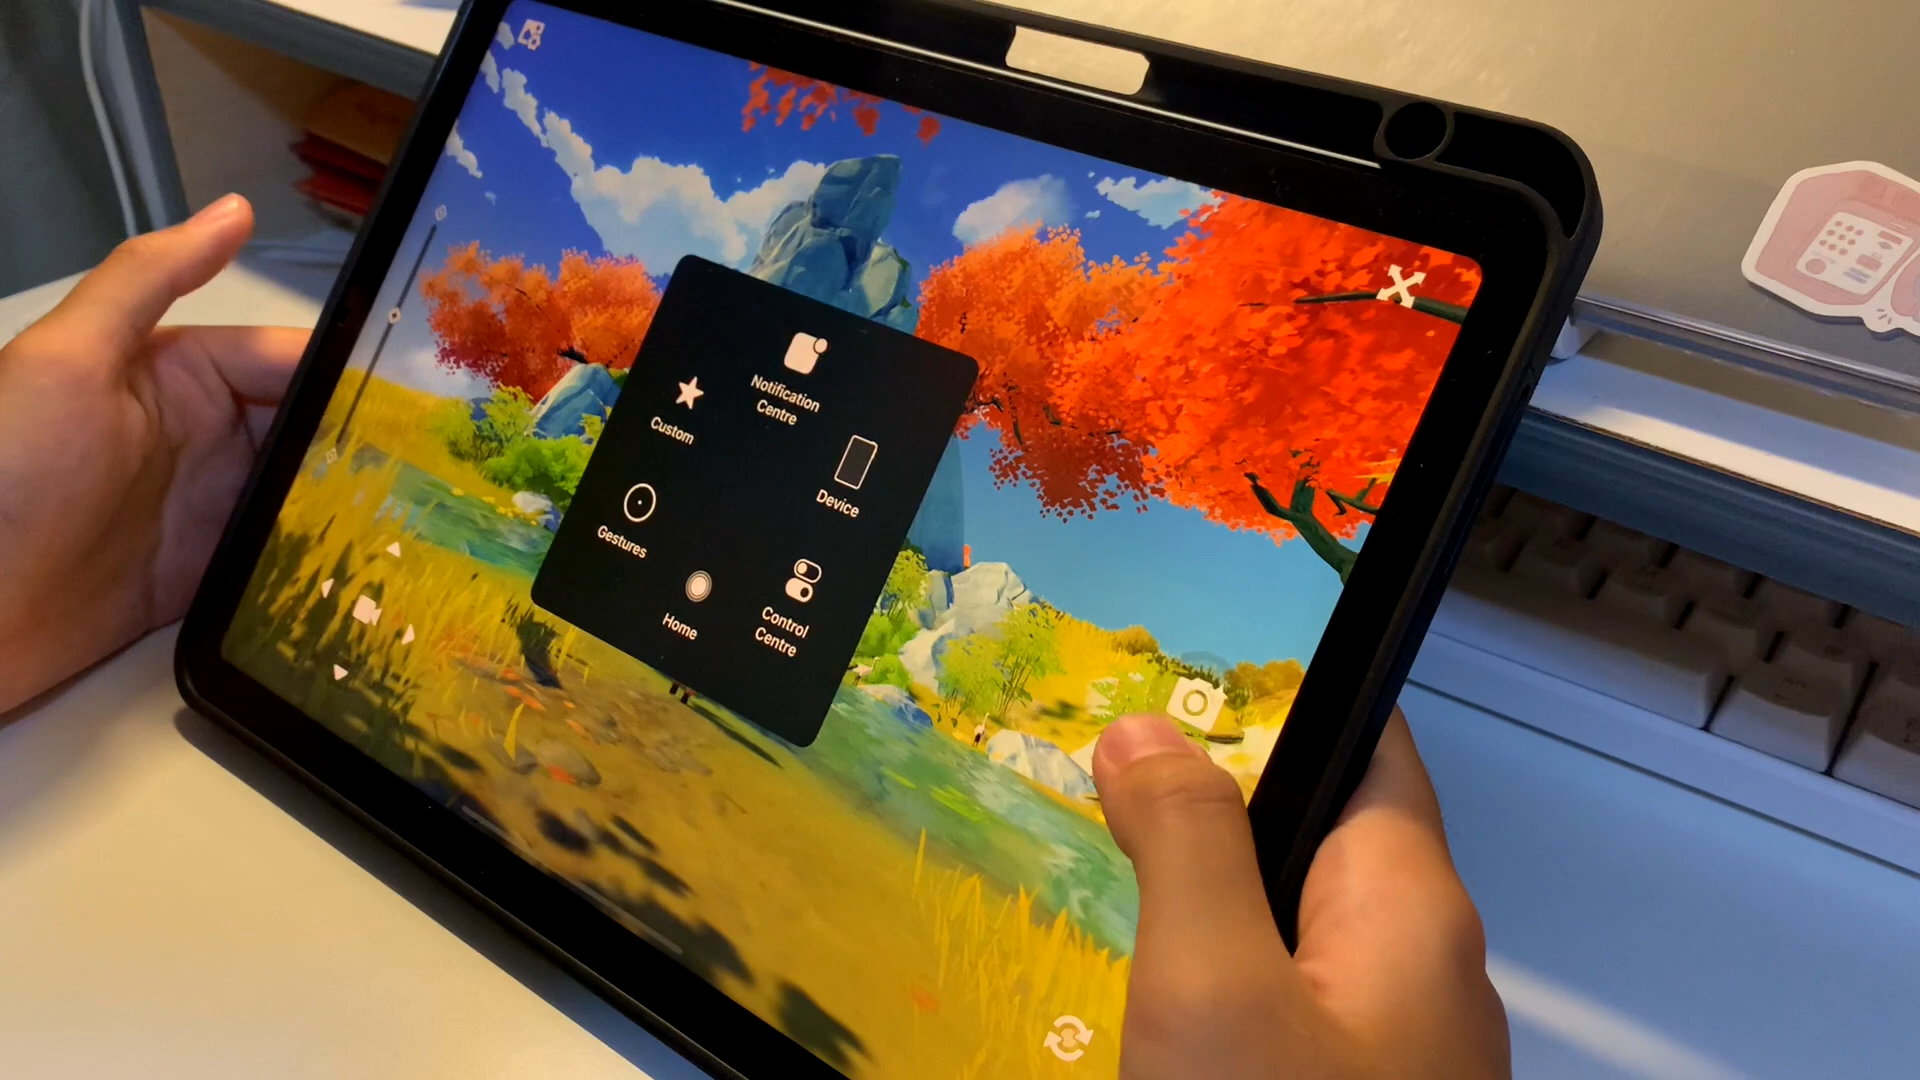 Notification
Centre
Custom
Device
Gestures
Home
Control
Centre